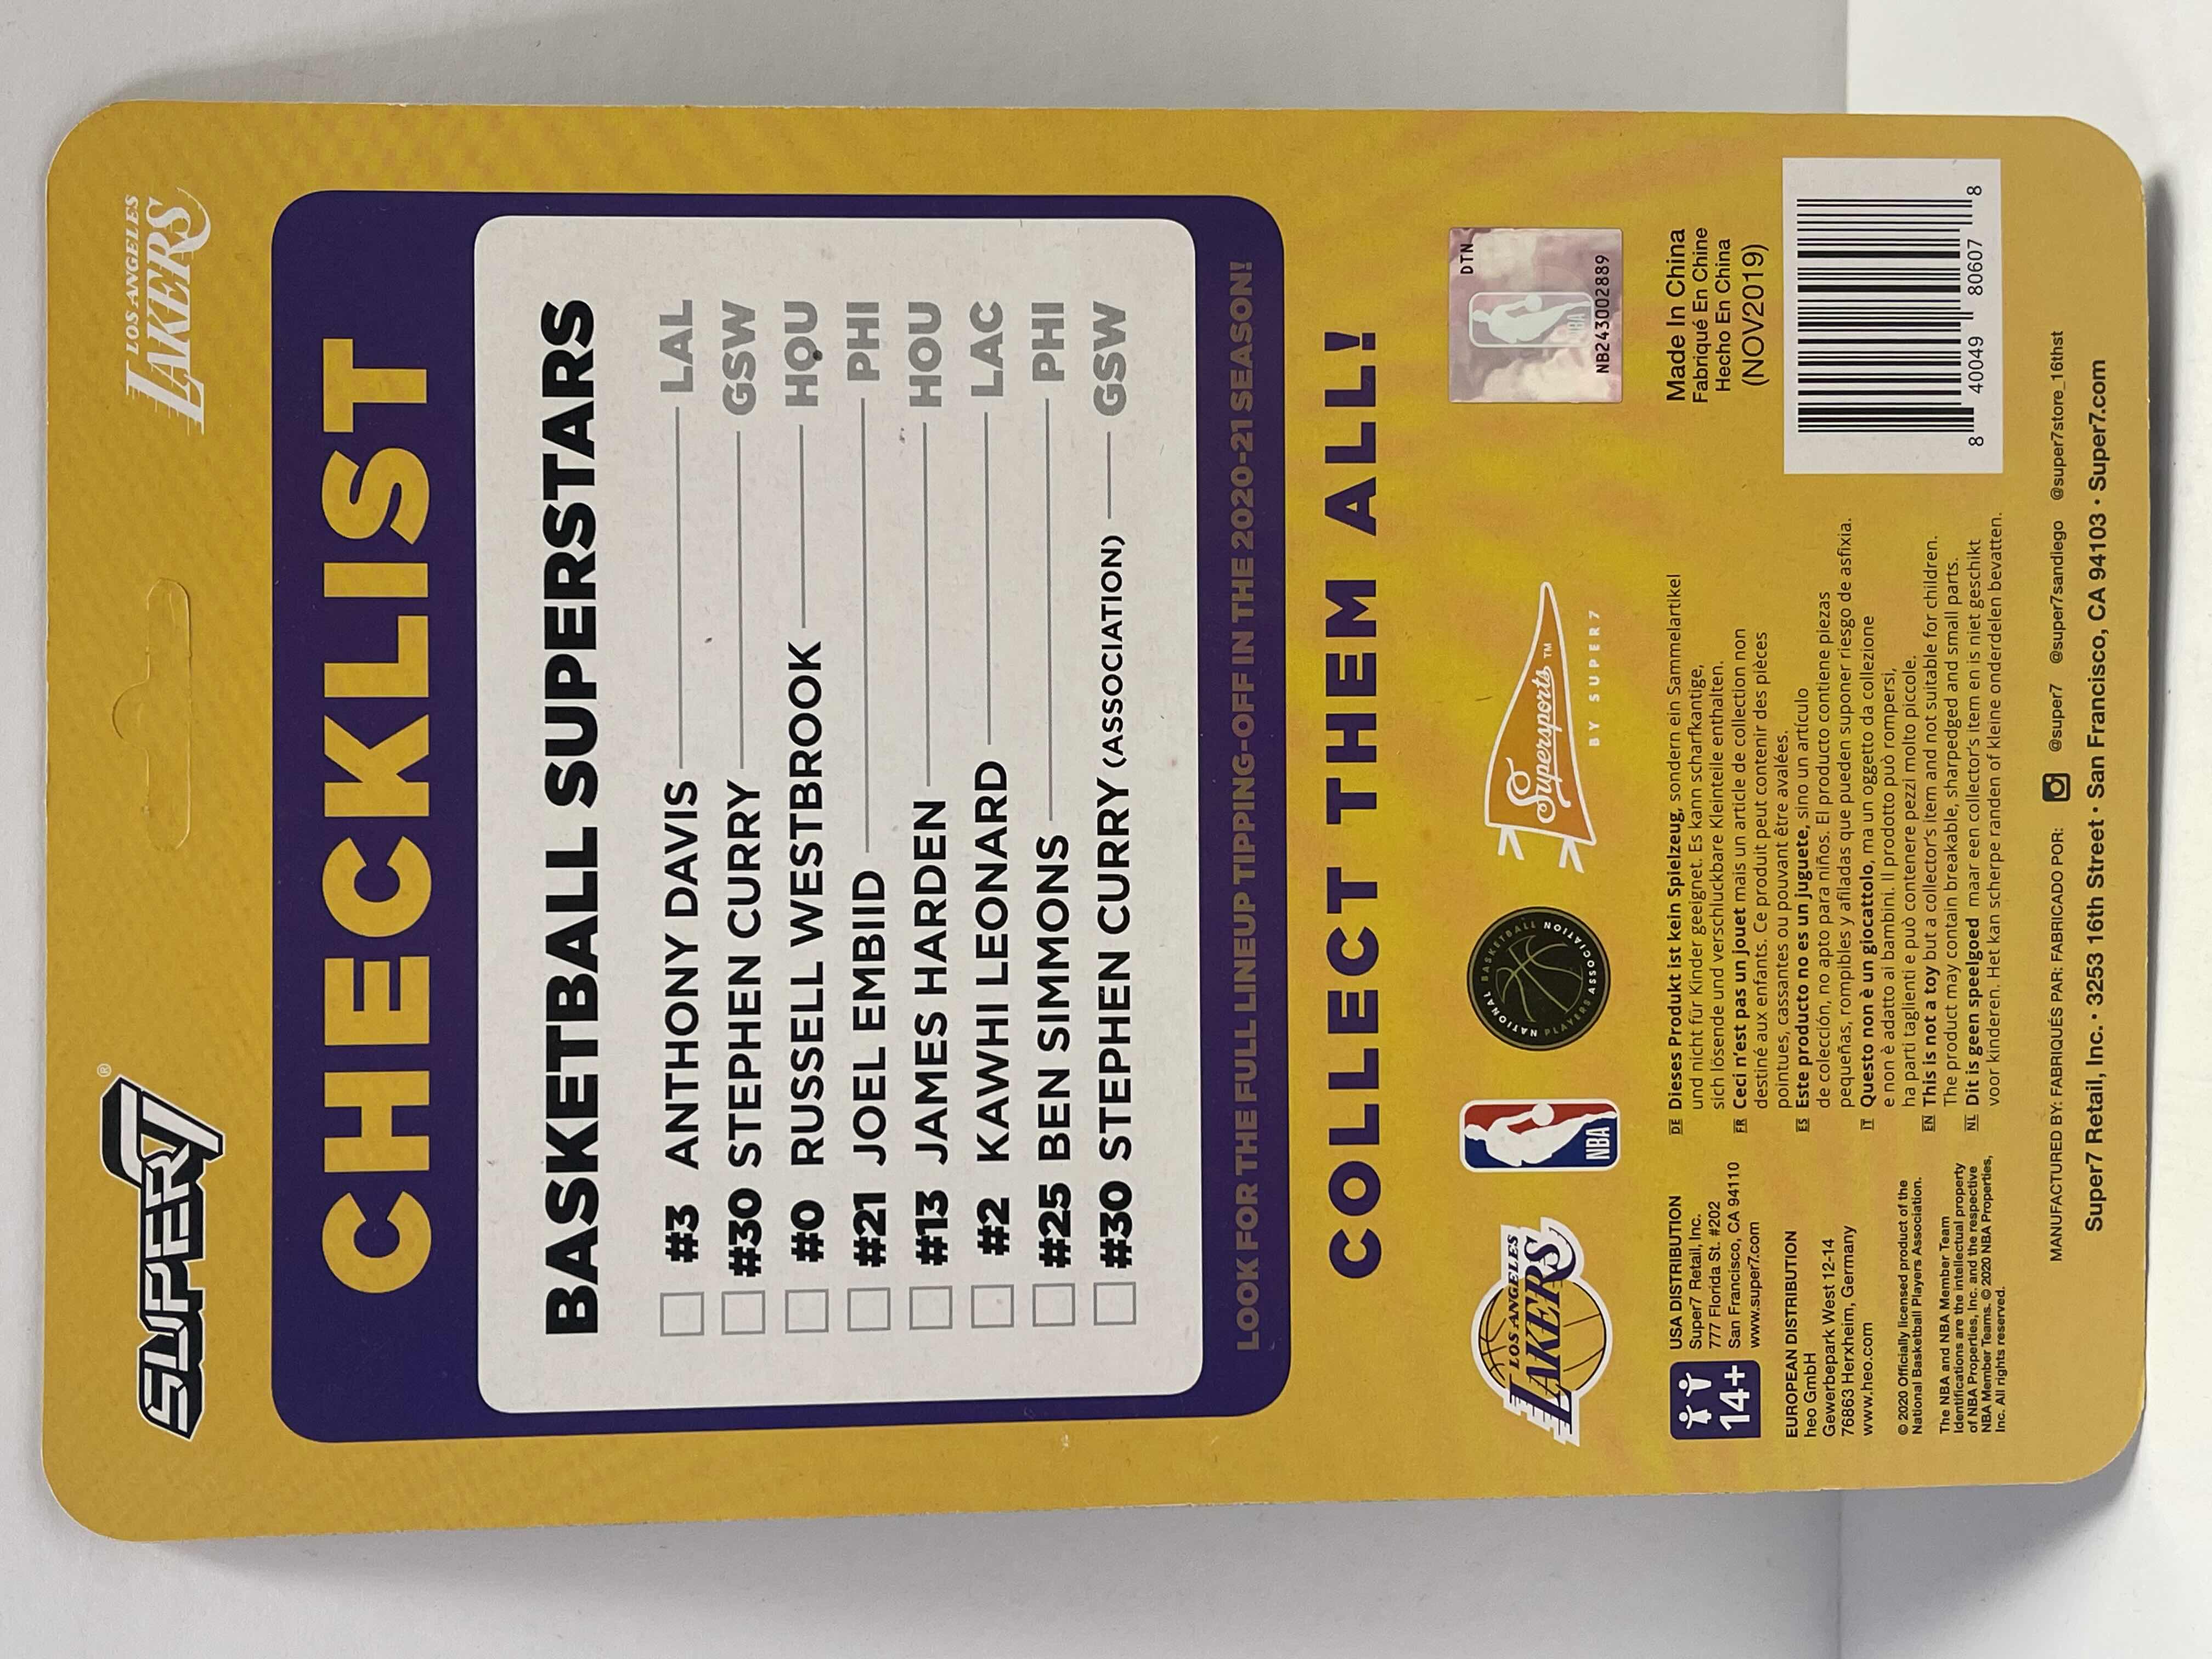 SUPER7®
LOS ANGELES
LAKERS
CHECKLIST
BASKETBALL SUPERSTARS
#3 ANTHONY DAVIS LAL
#30 STEPHEN CURRY GSW
#0 RUSSELL WESTBROOK HOU
#21 JOEL EMBIID PHI
#13 JAMES HARDEN HOU
#2 KAWHI LEONARD LAC
#25 BEN SIMMONS PHI
#30 STEPHEN CURRY (ASSOCIATION) GSW
LOOK FOR THE FULL LINEUP TIPPING-OFF IN THE 2020-21 SEASON!
COLLECT THEM ALL!
LOS ANGELES
LAKERS
NBA
NATIONAL BASKETBALL
PLAYERS ASSOCIATION
Supersports™
BY SUPER7
DTN
NBA
NB2430002889
14+
USA DISTRIBUTION
Super7 Retail, Inc.
777 Florida St. #202
San Francisco, CA 94110
www.super7.com
EUROPEAN DISTRIBUTION
heo GmbH
Gewerbepark West 12-14
76863 Herxheim, Germany
www.heo.com
© 2020 Officially licensed product of the
National Basketball Players Association.
The NBA and NBA Member Team
identifications are the intellectual property
of NBA Properties, Inc. and the respective
NBA Member Teams. © 2020 NBA Properties,
Inc. All rights reserved.
DE Dieses Produkt ist kein Spielzeug, sondern ein Sammelartikel
und nicht für Kinder geeignet. Es kann scharfkantige,
sich lösende und verschluckbare Kleinteile enthalten.
FR Ceci n'est pas un jouet mais un article de collection non
destiné aux enfants. Ce produit peut contenir des pièces
pointues, cassantes ou pouvant être avalées.
ES Este producto no es un juguete, sino un artículo
de colección, no apto para niños. El producto contiene piezas
pequeñas, rompibles y afiladas que pueden suponer riesgo de asfixia.
IT Questo non è un giocattolo, ma un oggetto da collezione
e non è adatto ai bambini. Il prodotto può rompersi,
ha parti taglienti e può contenere pezzi molto piccole.
EN This is not a toy but a collector's item and not suitable for children.
The product may contain breakable, sharpedged and small parts.
NL Dit is geen speelgoed maar een collector's item en is niet geschikt
voor kinderen. Het kan scherpe randen of kleine onderdelen bevatten.
Made In China
Fabriqué En Chine
Hecho En China
(NOV2019)
8 40049 80607 8
MANUFACTURED BY: FABRIQUÉS PAR: FABRICADO POR: @super7 @super7sandiego @super7store_16thst
Super7 Retail, Inc. • 3253 16th Street • San Francisco, CA 94103 • Super7.com